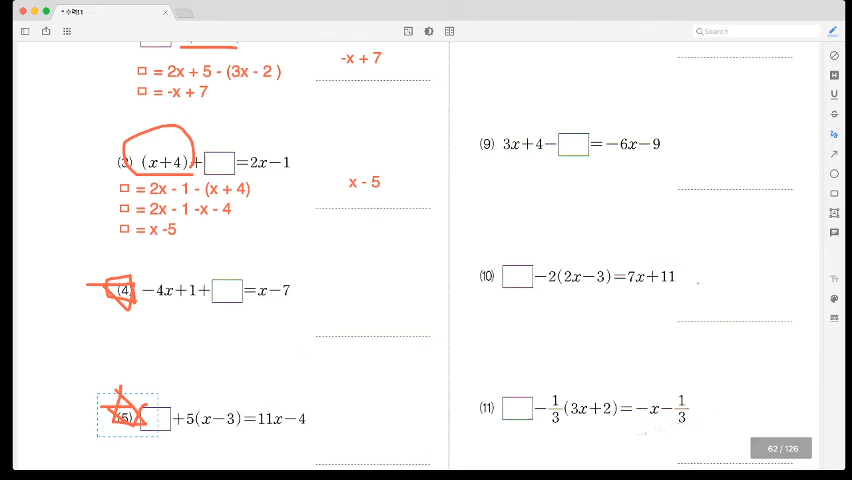 수학11
Search
□ = 2x + 5 - (3x - 2 )
□ = -x + 7
-x + 7
(3) (x+4)+□=2x-1
□ = 2x - 1 - (x + 4)
□ = 2x - 1 -x - 4
□ = x -5
x - 5
(4) -4x+1+□=x-7
(5) □+5(x-3)=11x-4
(9) 3x+4-□=-6x-9
(10) □-2(2x-3)=7x+11
(11) □-1/3(3x+2)=-x-1/3
62 / 126